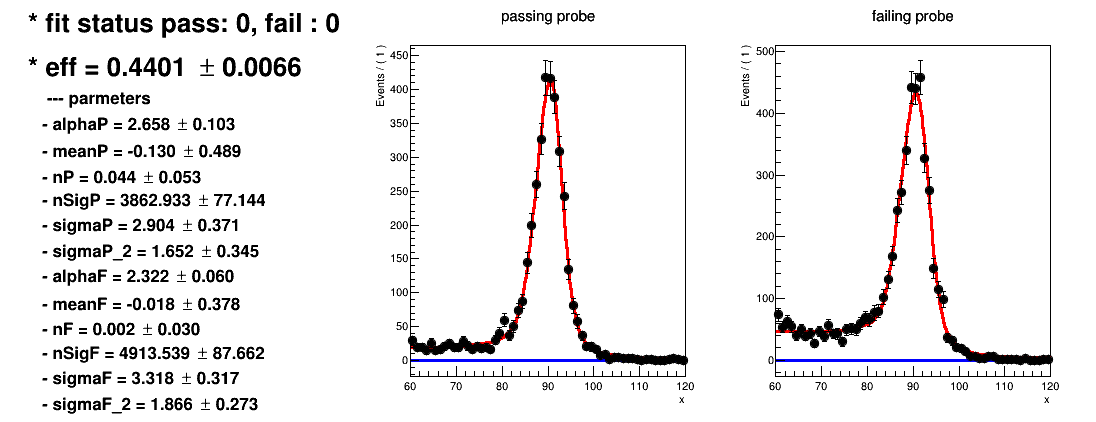 * fit status pass: 0, fail : 0
* eff = 0.4401 ± 0.0066
--- parmeters
- alphaP = 2.658 ± 0.103
- meanP = -0.130 ± 0.489
- nP = 0.044 ± 0.053
- nSigP = 3862.933 ± 77.144
- sigmaP = 2.904 ± 0.371
- sigmaP_2 = 1.652 ± 0.345
- alphaF = 2.322 ± 0.060
- meanF = -0.018 ± 0.378
- nF = 0.002 ± 0.030
- nSigF = 4913.539 ± 87.662
- sigmaF = 3.318 ± 0.317
- sigmaF_2 = 1.866 ± 0.273
passing probe
Events / ( 1 )
450
400
350
300
250
200
150
100
50
0
60 70 80 90 100 110 120
x
failing probe
Events / ( 1 )
500
400
300
200
100
0
60 70 80 90 100 110 120
x